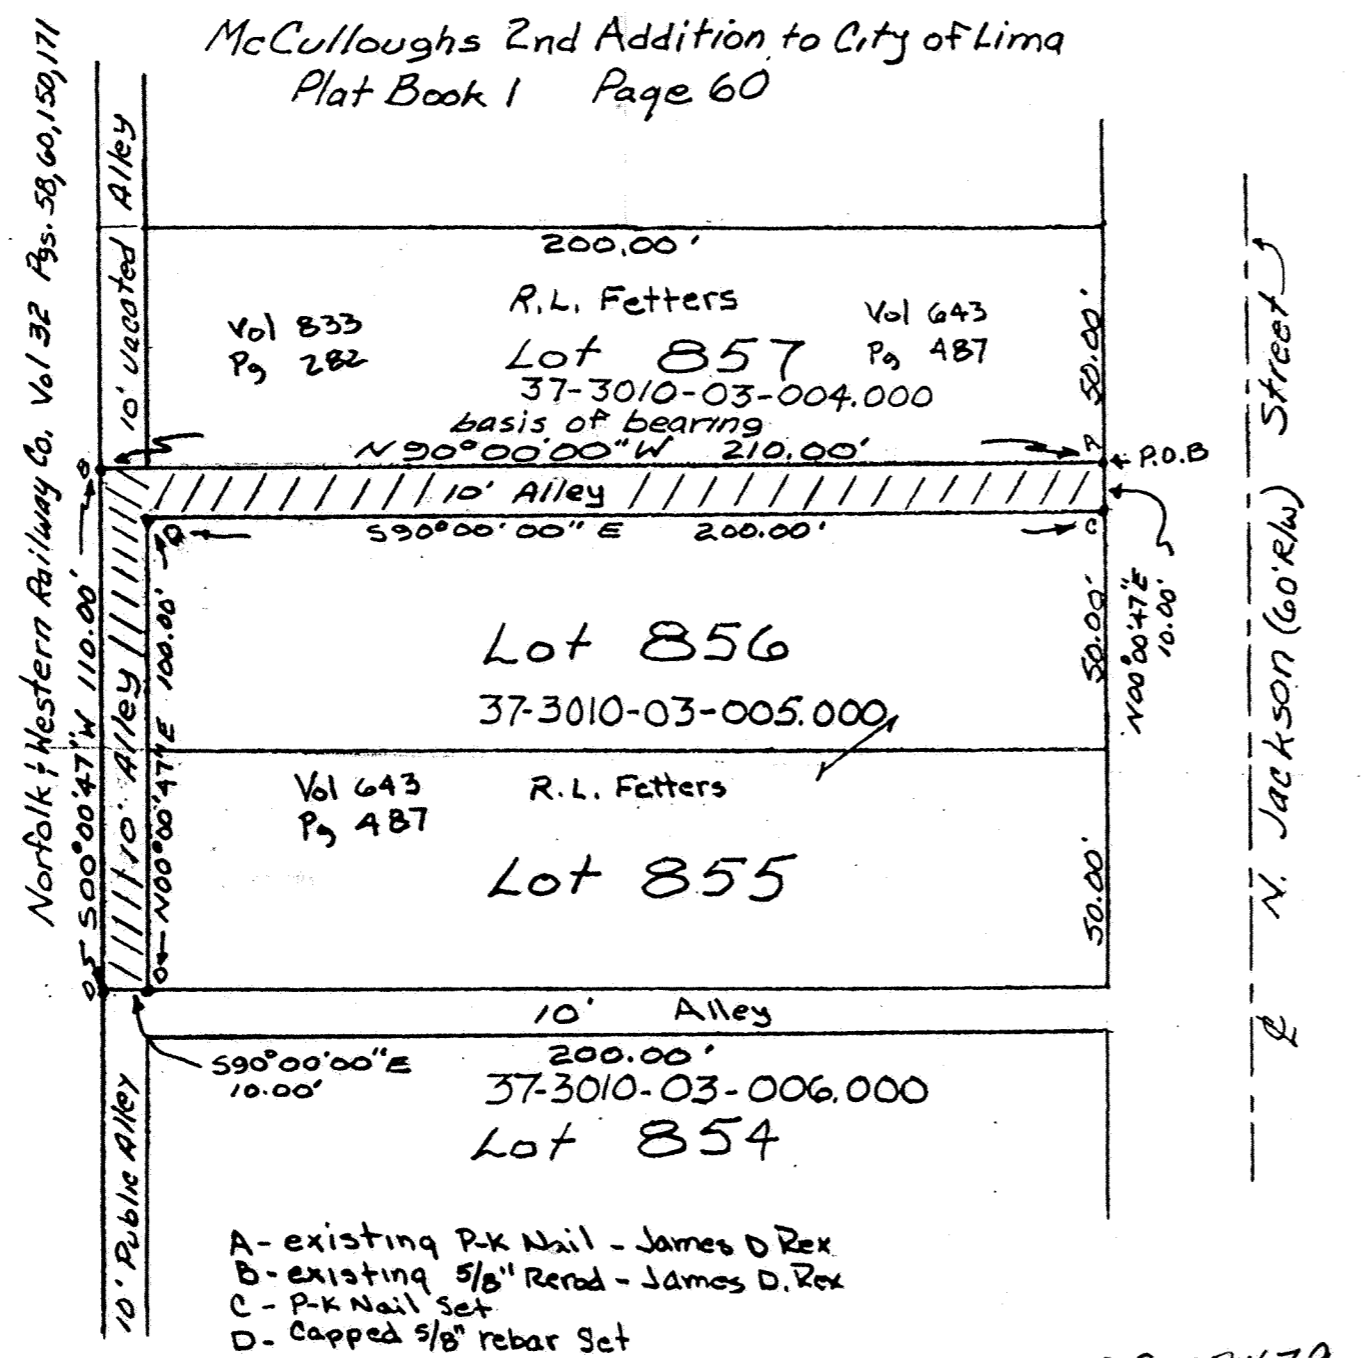 McCulloughs 2nd Addition to City of Lima
Plat Book 1 Page 60
Norfolk & Western Railway Co. Vol 32 Pgs. 58,60,150,171
10' vacated Alley
200.00'
R.L. Fetters
Vol 833
Pg 282
Vol 643
Pg 487
Lot 857
37-3010-03-004.000
50.00'
basis of bearing
N90°00'00"W 210.00'
B
A
P.O.B
10' Alley
S90°00'00"E 200.00'
C
D
N00°00'47"E
10.00'
S00°00'47"W 110.00'
10' Alley
N00°00'47"E 100.00'
Lot 856
37-3010-03-005.000
50.00'
Vol 643
Pg 487
R.L. Fetters
Lot 855
50.00'
N. Jackson (60'R/W) Street
D
D
10' Alley
S90°00'00"E
10.00'
200.00'
37-3010-03-006.000
Lot 854
10' Public Alley
A- existing P-K Nail - James D Rex
B- existing 5/8" Rerod - James D. Rex
C - P-K Nail Set
D- Capped 5/8" rebar Set